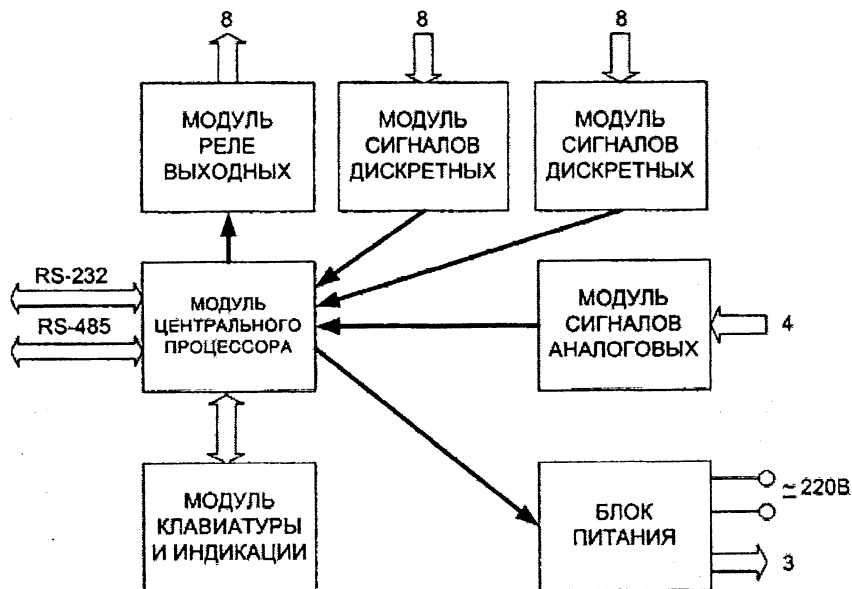 8
8
8
МОДУЛЬ
РЕЛЕ
ВЫХОДНЫХ
МОДУЛЬ
СИГНАЛОВ
ДИСКРЕТНЫХ
МОДУЛЬ
СИГНАЛОВ
ДИСКРЕТНЫХ
RS-232
RS-485
МОДУЛЬ
ЦЕНТРАЛЬНОГО
ПРОЦЕССОРА
МОДУЛЬ
СИГНАЛОВ
АНАЛОГОВЫХ
4
МОДУЛЬ
КЛАВИАТУРЫ
И ИНДИКАЦИИ
БЛОК
ПИТАНИЯ
≃220В
3